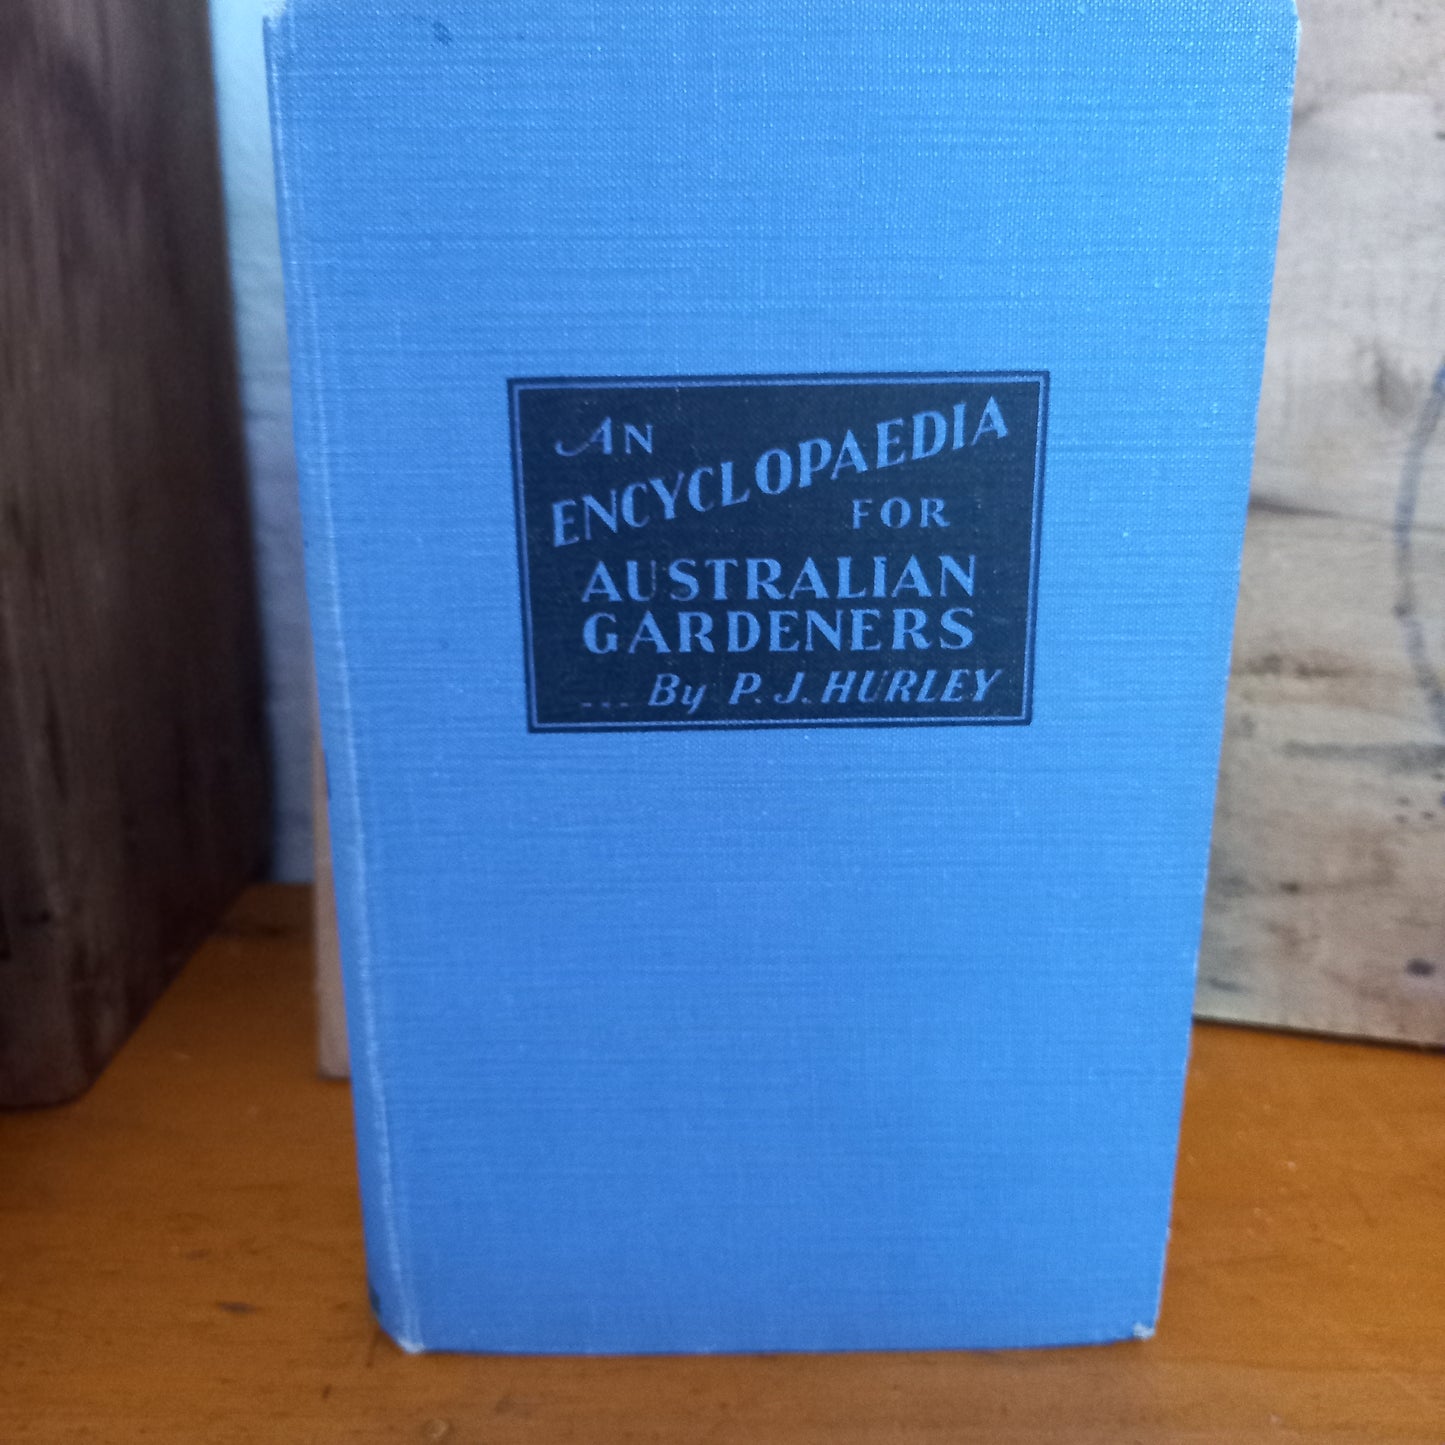 AN
ENCYCLOPAEDIA
FOR
AUSTRALIAN
GARDENERS
... By P. J. HURLEY